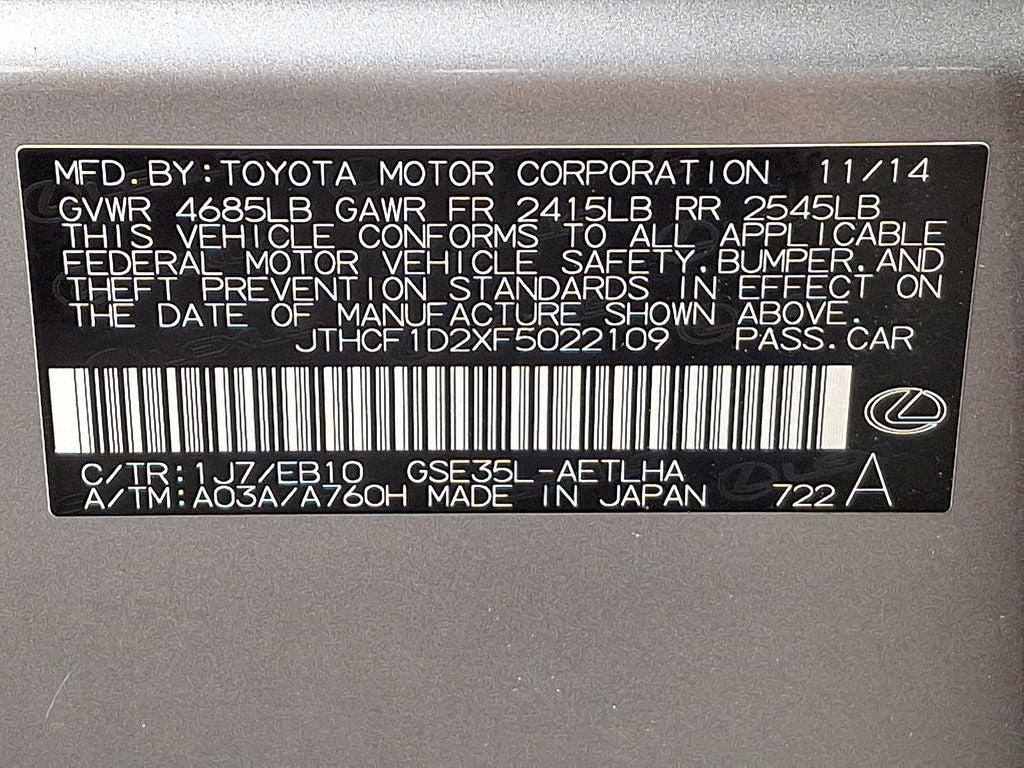 MFD.BY:TOYOTA MOTOR CORPORATION 11/14
GVWR 4685LB GAWR FR 2415LB RR 2545LB
THIS VEHICLE CONFORMS TO ALL APPLICABLE
FEDERAL MOTOR VEHICLE SAFETY.BUMPER.AND
THEFT PREVENTION STANDARDS IN EFFECT ON
THE DATE OF MANUFACTURE SHOWN ABOVE.
JTHCF1D2XF5022109 PASS.CAR
C/TR:1J7/EB10 GSE35L-AETLHA
A/TM:A03A/A760H MADE IN JAPAN 722 A